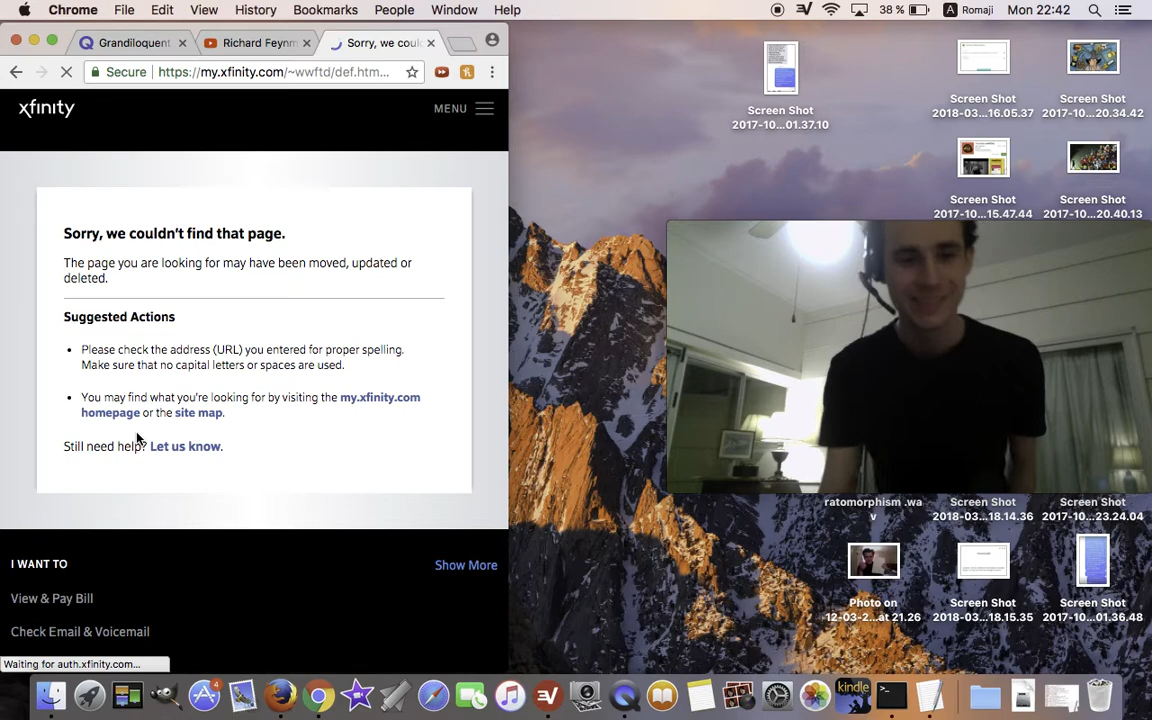 Chrome File Edit View History Bookmarks People Window Help
38 % A Romaji Mon 22:42
Grandiloquent
Richard Feynm
Sorry, we coul
Secure https://my.xfinity.com/~wwftd/def.htm...
xfinity
MENU
Sorry, we couldn't find that page.
The page you are looking for may have been moved, updated or
deleted.
Suggested Actions
• Please check the address (URL) you entered for proper spelling.
Make sure that no capital letters or spaces are used.
• You may find what you're looking for by visiting the my.xfinity.com
homepage or the site map.
Still need help? Let us know.
I WANT TO
Show More
View & Pay Bill
Check Email & Voicemail
Waiting for auth.xfinity.com...
Screen Shot
2017-10...01.37.10
Screen Shot
2018-03...16.05.37
Screen Shot
2017-10...20.34.42
Screen Shot
2017-10...15.47.44
Screen Shot
2017-10...20.40.13
ratomorphism .wa
v
Screen Shot
2018-03...18.14.36
Screen Shot
2017-10...23.24.04
Photo on
12-03-2...at 21.26
Screen Shot
2018-03...18.15.35
Screen Shot
2017-10...01.36.48
4
kindle